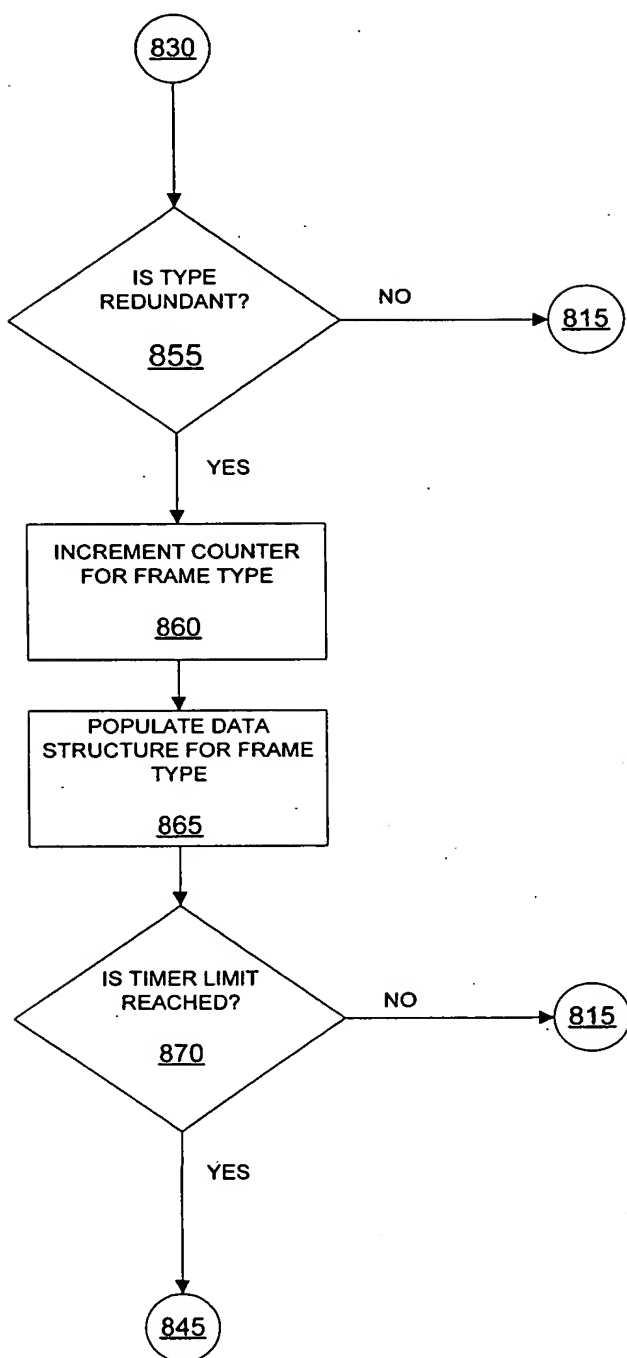 830
IS TYPE
REDUNDANT?
855
NO
815
YES
INCREMENT COUNTER
FOR FRAME TYPE
860
POPULATE DATA
STRUCTURE FOR FRAME
TYPE
865
IS TIMER LIMIT
REACHED?
870
NO
815
YES
845